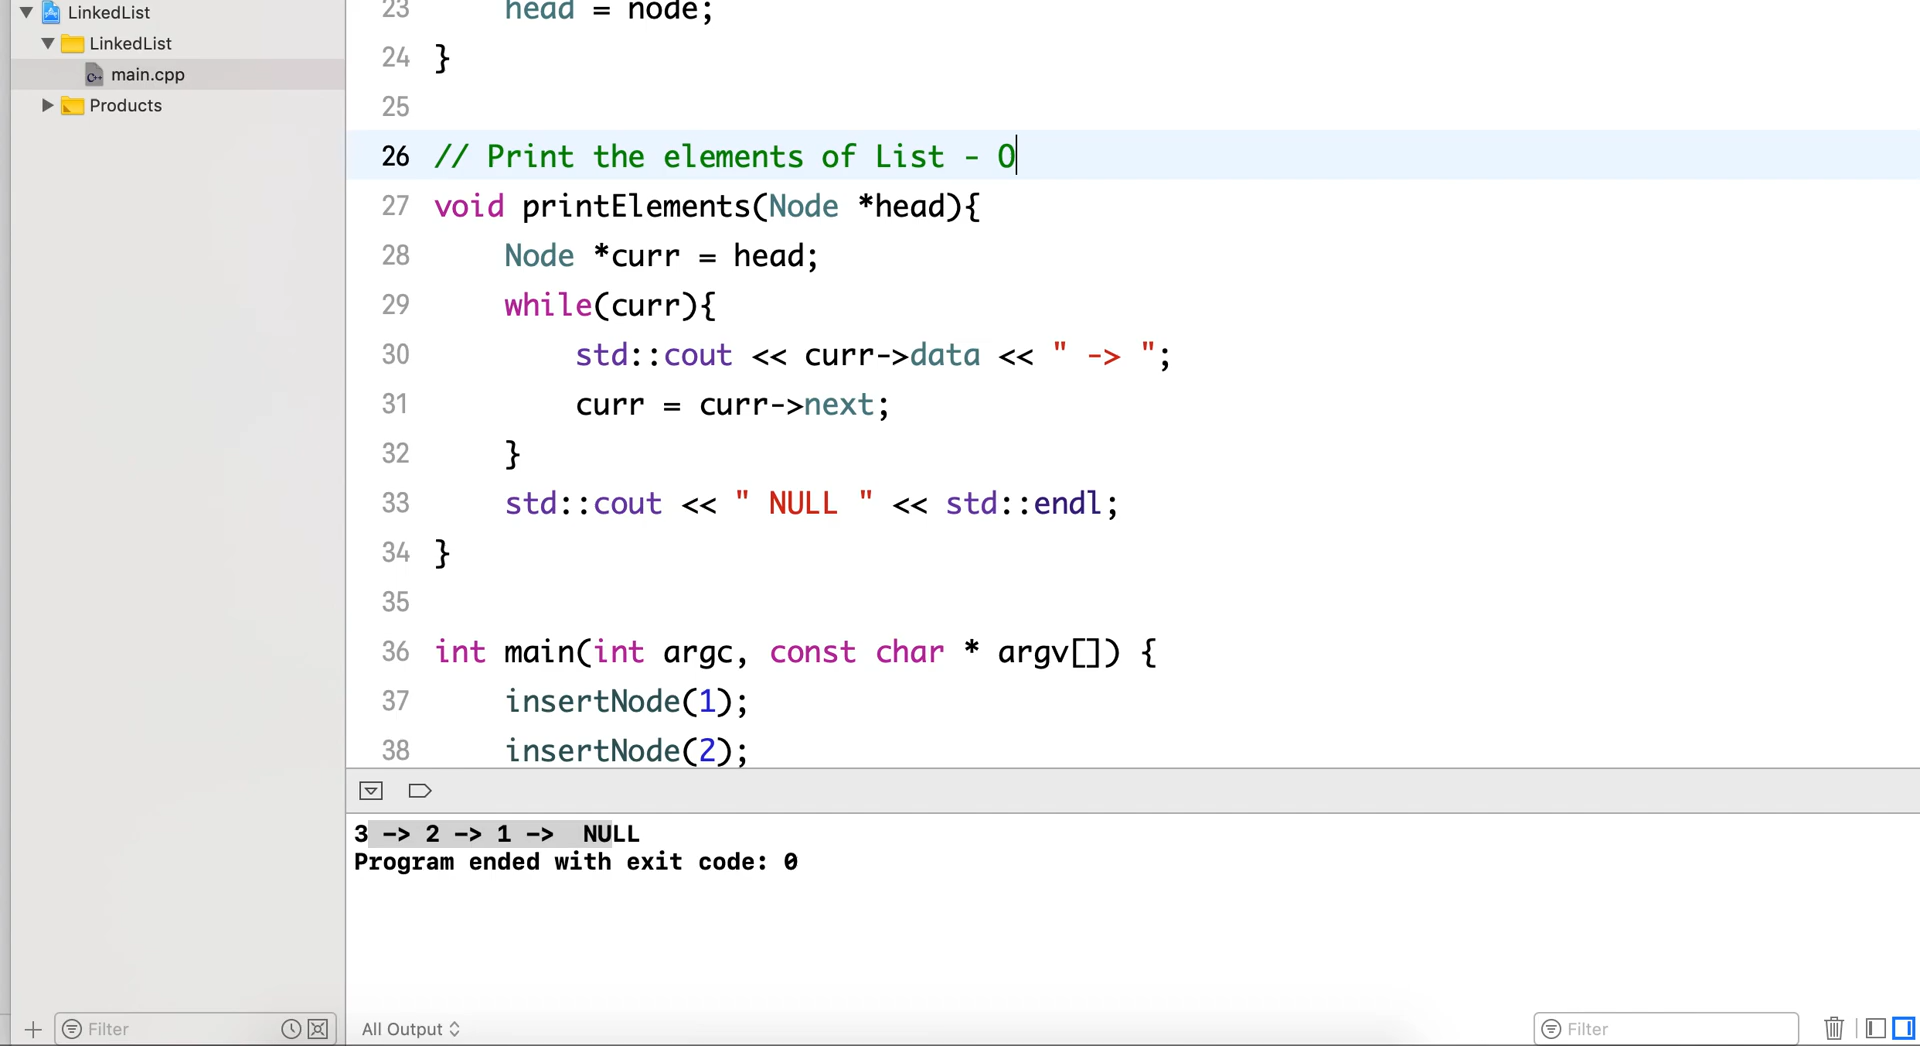 LinkedList
LinkedList
main.cpp
Products
23 head = node;
24 }
25
26 // Print the elements of List - O
27 void printElements(Node *head){
28 Node *curr = head;
29 while(curr){
30 std::cout << curr->data << " -> ";
31 curr = curr->next;
32 }
33 std::cout << " NULL " << std::endl;
34 }
35
36 int main(int argc, const char * argv[]) {
37 insertNode(1);
38 insertNode(2);
3 -> 2 -> 1 ->  NULL
Program ended with exit code: 0
Filter
All Output
Filter